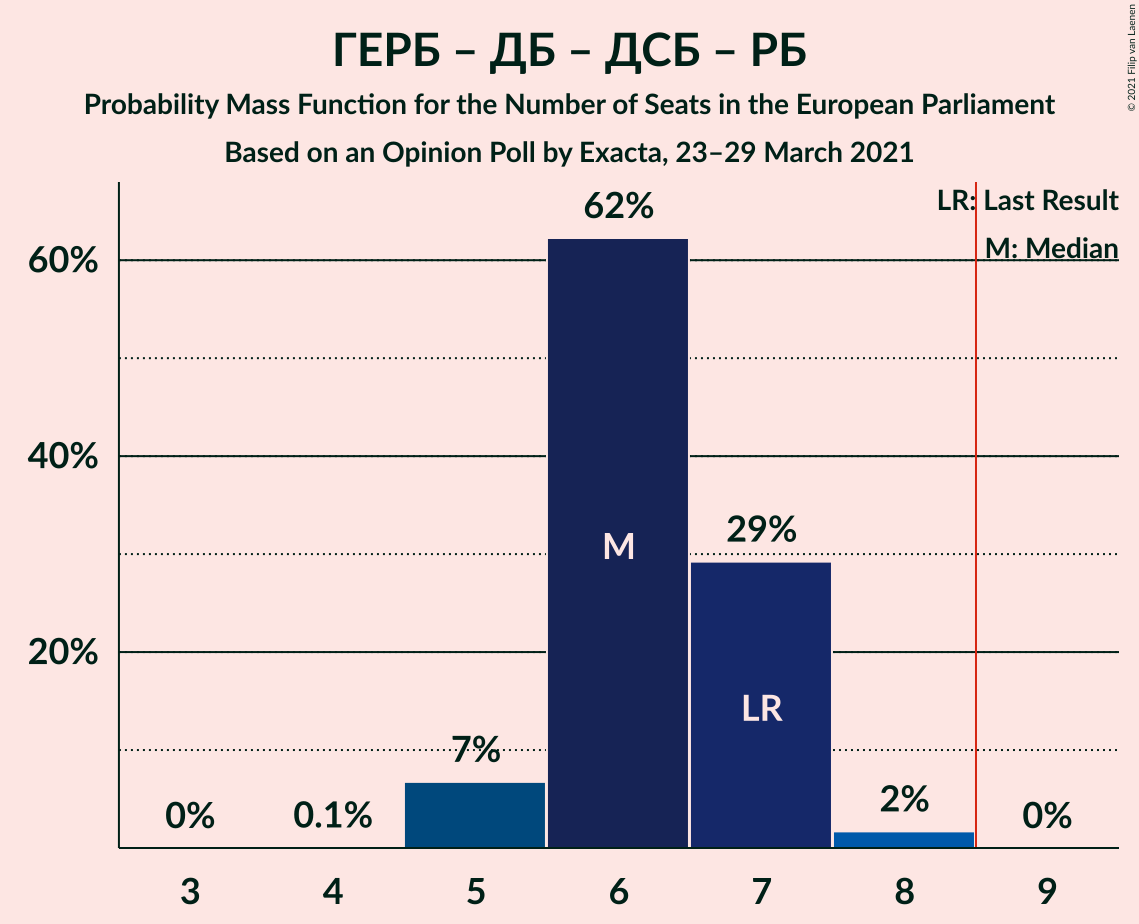 ГЕРБ – ДБ – ДСБ – РБ
Probability Mass Function for the Number of Seats in the European Parliament
Based on an Opinion Poll by Exacta, 23–29 March 2021
© 2021 Filip van Laenen
LR: Last Result
M: Median
62%
60%
40%
29%
M
20%
LR
7%
0%
0.1%
2%
0%
3 4 5 6 7 8 9